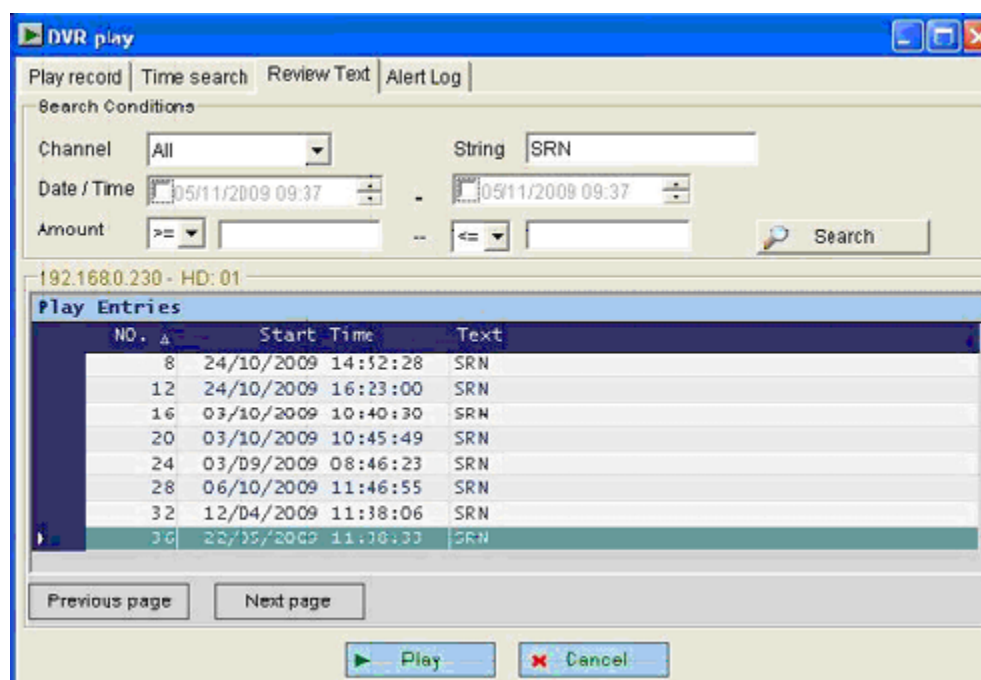 DVR play
Play record Time search Review Text Alert Log
Search Conditions
Channel All String SRN
Date / Time 05/11/2009 09:37 - 05/11/2009 09:37
Amount >= -- <= Search
192.168.0.230 - HD: 01
Play Entries
NO. Start Time Text
8 24/10/2009 14:52:28 SRN
12 24/10/2009 16:23:00 SRN
16 03/10/2009 10:40:30 SRN
20 03/10/2009 10:45:49 SRN
24 03/09/2009 08:46:23 SRN
28 06/10/2009 11:46:55 SRN
32 12/04/2009 11:38:06 SRN
36 SRN
Previous page Next page
Play Cancel